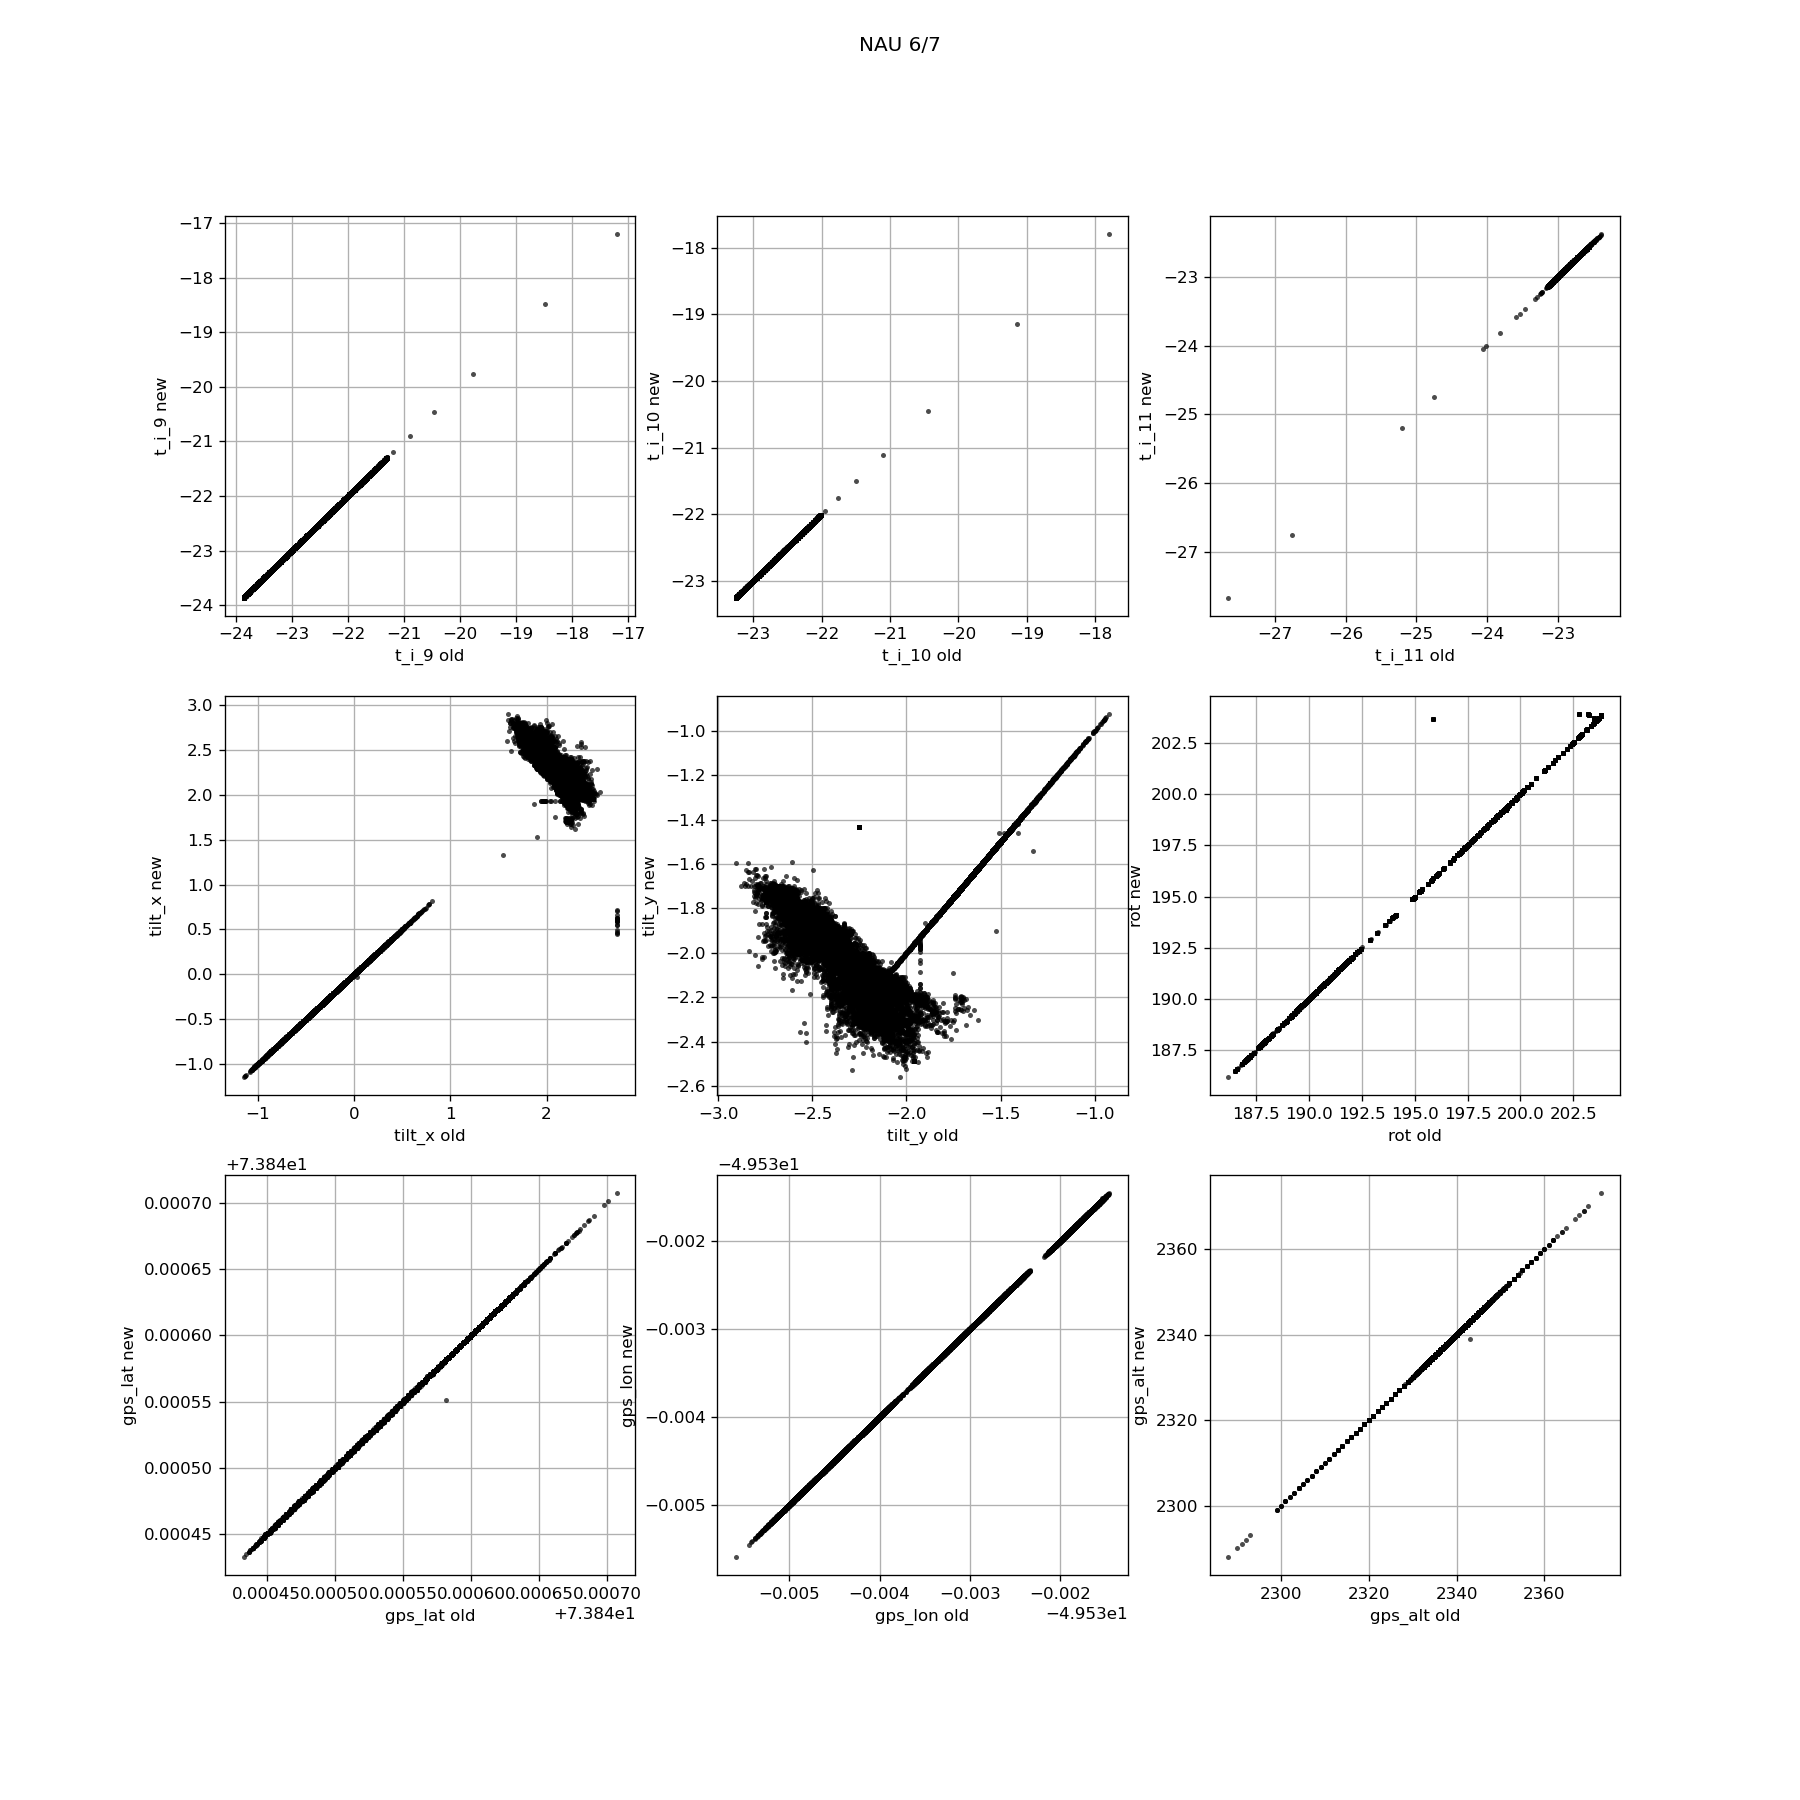 NAU 6/7
−17
−18
−19
−20
−21
−22
−23
−24
t_i_9 new
−24 −23 −22 −21 −20 −19 −18 −17
t_i_9 old
−18
−19
−20
−21
−22
−23
t_i_10 new
−23 −22 −21 −20 −19 −18
t_i_10 old
−23
−24
−25
−26
−27
t_i_11 new
−27 −26 −25 −24 −23
t_i_11 old
3.0
2.5
2.0
1.5
1.0
0.5
0.0
−0.5
−1.0
tilt_x new
−1 0 1 2
tilt_x old
−1.0
−1.2
−1.4
−1.6
−1.8
−2.0
−2.2
−2.4
−2.6
tilt_y new
−3.0 −2.5 −2.0 −1.5 −1.0
tilt_y old
202.5
200.0
197.5
195.0
192.5
190.0
187.5
rot new
187.5 190.0 192.5 195.0 197.5 200.0 202.5
rot old
+7.384e1
0.00070
0.00065
0.00060
0.00055
0.00050
0.00045
gps_lat new
0.00045 0.00050 0.00055 0.00060 0.00065 0.00070
gps_lat old
+7.384e1
−4.953e1
−0.002
−0.003
−0.004
−0.005
gps_lon new
−0.005 −0.004 −0.003 −0.002
gps_lon old
−4.953e1
2360
2340
2320
2300
gps_alt new
2300 2320 2340 2360
gps_alt old